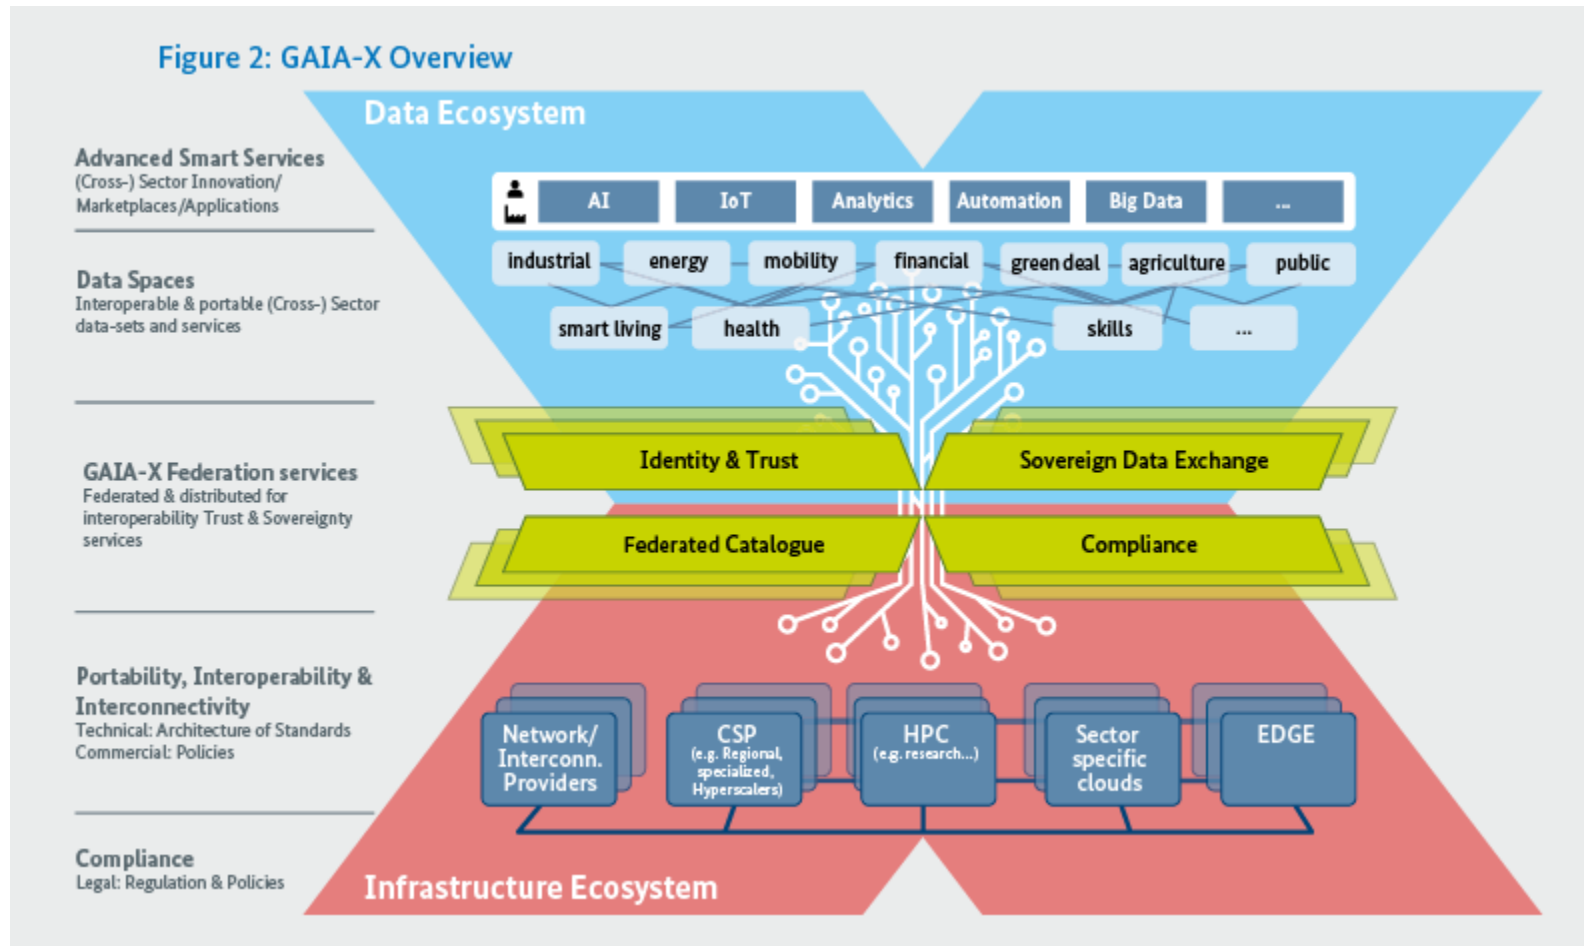 Figure 2: GAIA-X Overview
Data Ecosystem
Advanced Smart Services
(Cross-) Sector Innovation/
Marketplaces/Applications
AI
IoT
Analytics
Automation
Big Data
...
Data Spaces
Interoperable & portable (Cross-) Sector
data-sets and services
industrial
energy
mobility
financial
green deal
agriculture
public
smart living
health
skills
...
GAIA-X Federation services
Federated & distributed for
interoperability Trust & Sovereignty
services
Identity & Trust
Sovereign Data Exchange
Federated Catalogue
Compliance
Portability, Interoperability &
Interconnectivity
Technical: Architecture of Standards
Commercial: Policies
Network/
Interconn.
Providers
CSP
(e.g. Regional,
specialized,
Hyperscalers)
HPC
(e.g. research...)
Sector
specific
clouds
EDGE
Compliance
Legal: Regulation & Policies
Infrastructure Ecosystem